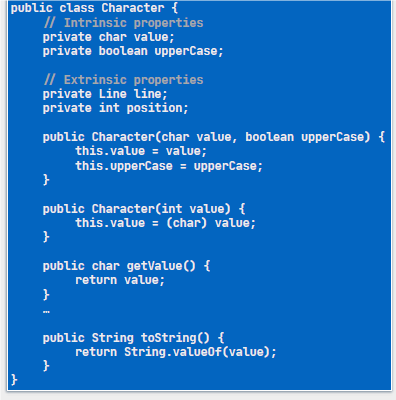 public class Character {
// Intrinsic properties
private char value;
private boolean upperCase;
// Extrinsic properties
private Line line;
private int position;
public Character(char value, boolean upperCase) {
this.value = value;
this.upperCase = upperCase;
}
public Character(int value) {
this.value = (char) value;
}
public char getValue() {
return value;
}
…
public String toString() {
return String.valueOf(value);
}
}